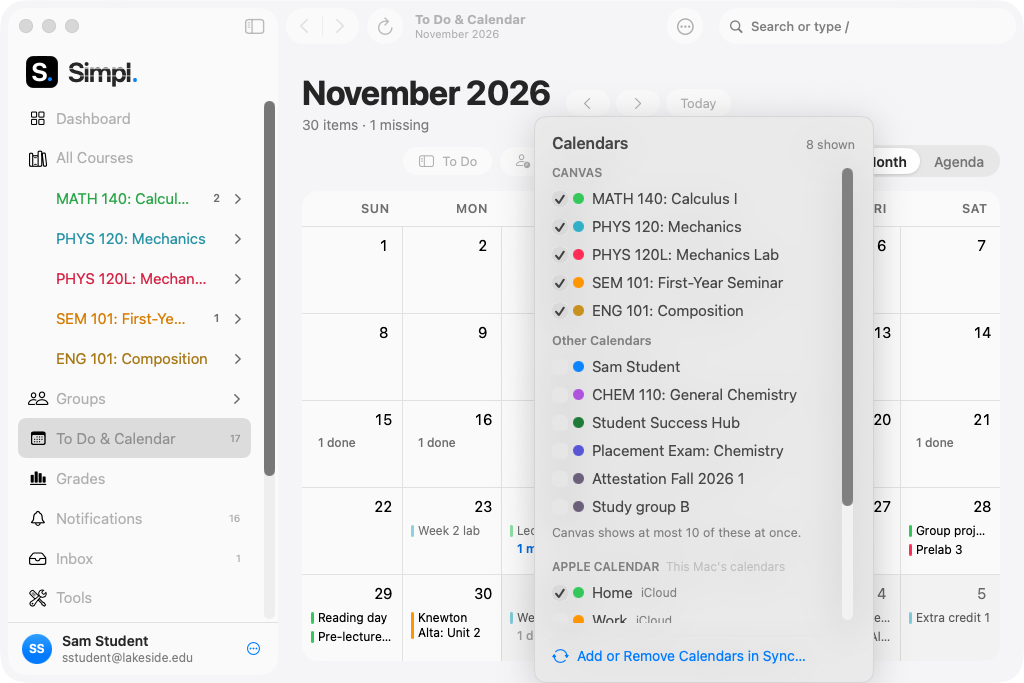 Simpl.
S.
Dashboard
All Courses
MATH 140: Calcul... 2
PHYS 120: Mechanics
PHYS 120L: Mechan...
SEM 101: First-Ye... 1
ENG 101: Composition
Groups
To Do & Calendar 17
Grades
Notifications 16
Inbox 1
Tools
SS
Sam Student
sstudent@lakeside.edu
To Do & Calendar
November 2026
Search or type /
November 2026
Today
30 items · 1 missing
To Do
Month
Agenda
SUN MON FRI SAT
1 2 6 7
8 9 13 14
15 16 20 21
1 done 1 done 1 done
22 23 27 28
Week 2 lab
Group proj...
Prelab 3
29 30 4 5
Reading day
Pre-lecture...
Knewton
Alta: Unit 2
Extra credit 1
Calendars 8 shown
CANVAS
MATH 140: Calculus I
PHYS 120: Mechanics
PHYS 120L: Mechanics Lab
SEM 101: First-Year Seminar
ENG 101: Composition
Other Calendars
Sam Student
CHEM 110: General Chemistry
Student Success Hub
Placement Exam: Chemistry
Attestation Fall 2026 1
Study group B
Canvas shows at most 10 of these at once.
APPLE CALENDAR This Mac's calendars
Home iCloud
Work iCloud
Add or Remove Calendars in Sync...